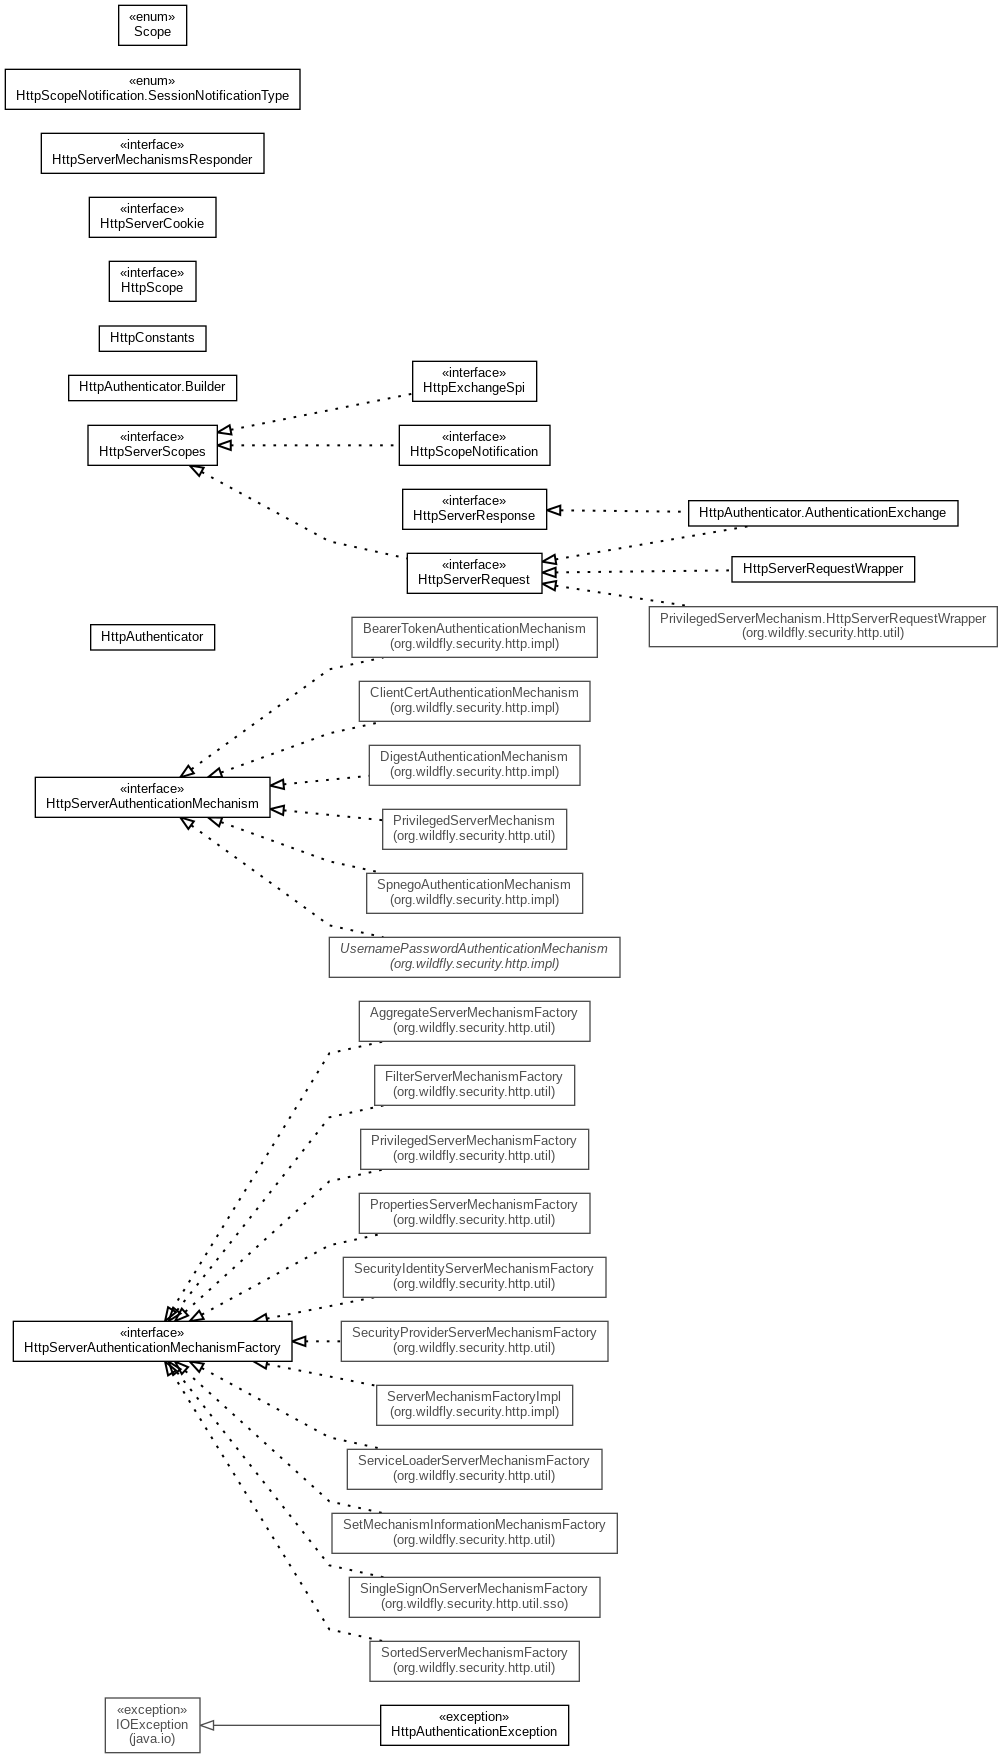 «enum»
Scope
«enum»
HttpScopeNotification.SessionNotificationType
«interface»
HttpServerMechanismsResponder
«interface»
HttpServerCookie
«interface»
HttpScope
HttpConstants
HttpAuthenticator.Builder
«interface»
HttpExchangeSpi
«interface»
HttpServerScopes
«interface»
HttpScopeNotification
«interface»
HttpServerResponse
HttpAuthenticator.AuthenticationExchange
«interface»
HttpServerRequest
HttpServerRequestWrapper
PrivilegedServerMechanism.HttpServerRequestWrapper
(org.wildfly.security.http.util)
HttpAuthenticator
BearerTokenAuthenticationMechanism
(org.wildfly.security.http.impl)
ClientCertAuthenticationMechanism
(org.wildfly.security.http.impl)
DigestAuthenticationMechanism
(org.wildfly.security.http.impl)
«interface»
HttpServerAuthenticationMechanism
PrivilegedServerMechanism
(org.wildfly.security.http.util)
SpnegoAuthenticationMechanism
(org.wildfly.security.http.impl)
UsernamePasswordAuthenticationMechanism
(org.wildfly.security.http.impl)
AggregateServerMechanismFactory
(org.wildfly.security.http.util)
FilterServerMechanismFactory
(org.wildfly.security.http.util)
PrivilegedServerMechanismFactory
(org.wildfly.security.http.util)
PropertiesServerMechanismFactory
(org.wildfly.security.http.util)
SecurityIdentityServerMechanismFactory
(org.wildfly.security.http.util)
«interface»
HttpServerAuthenticationMechanismFactory
SecurityProviderServerMechanismFactory
(org.wildfly.security.http.util)
ServerMechanismFactoryImpl
(org.wildfly.security.http.impl)
ServiceLoaderServerMechanismFactory
(org.wildfly.security.http.util)
SetMechanismInformationMechanismFactory
(org.wildfly.security.http.util)
SingleSignOnServerMechanismFactory
(org.wildfly.security.http.util.sso)
SortedServerMechanismFactory
(org.wildfly.security.http.util)
«exception»
IOException
(java.io)
«exception»
HttpAuthenticationException